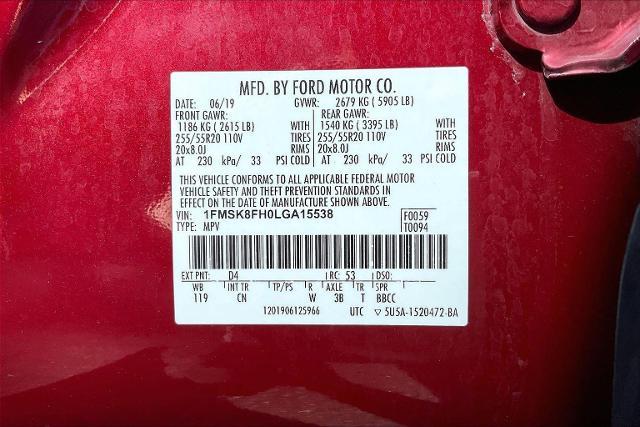 MFD. BY FORD MOTOR CO.
DATE: 06/19 GVWR: 2679 KG ( 5905 LB)
FRONT GAWR: REAR GAWR:
1186 KG ( 2615 LB) WITH 1540 KG ( 3395 LB) WITH
255/55R20 110V TIRES 255/55R20 110V TIRES
20x8.0J RIMS 20x8.0J RIMS
AT 230 kPa/ 33 PSI COLD AT 230 kPa/ 33 PSI COLD
THIS VEHICLE CONFORMS TO ALL APPLICABLE FEDERAL MOTOR
VEHICLE SAFETY AND THEFT PREVENTION STANDARDS IN
EFFECT ON THE DATE OF MANUFACTURE SHOWN ABOVE.
VIN: 1FMSK8FH0LGA15538 F0059
TYPE: MPV T0094
EXT PNT: D4 RC: 53 DSO:
WB INT TR TP/PS R AXLE TR SPR
119 CN W 3B T BBCC
1201906125966 UTC ▽ 5U5A-1520472-BA